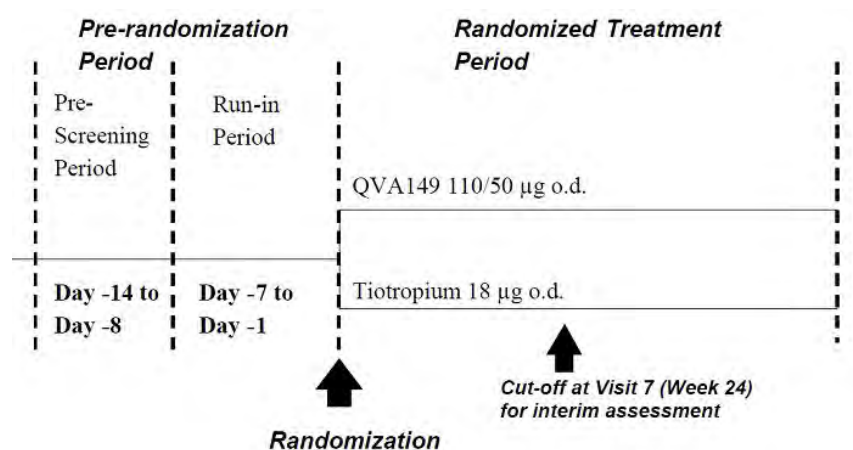 Pre-randomization
Period
Randomized Treatment
Period
Pre-
Screening
Period
Run-in
Period
QVA149 110/50 µg o.d.
Day -14 to
Day -8
Day -7 to
Day -1
Tiotropium 18 µg o.d.
Cut-off at Visit 7 (Week 24)
for interim assessment
Randomization